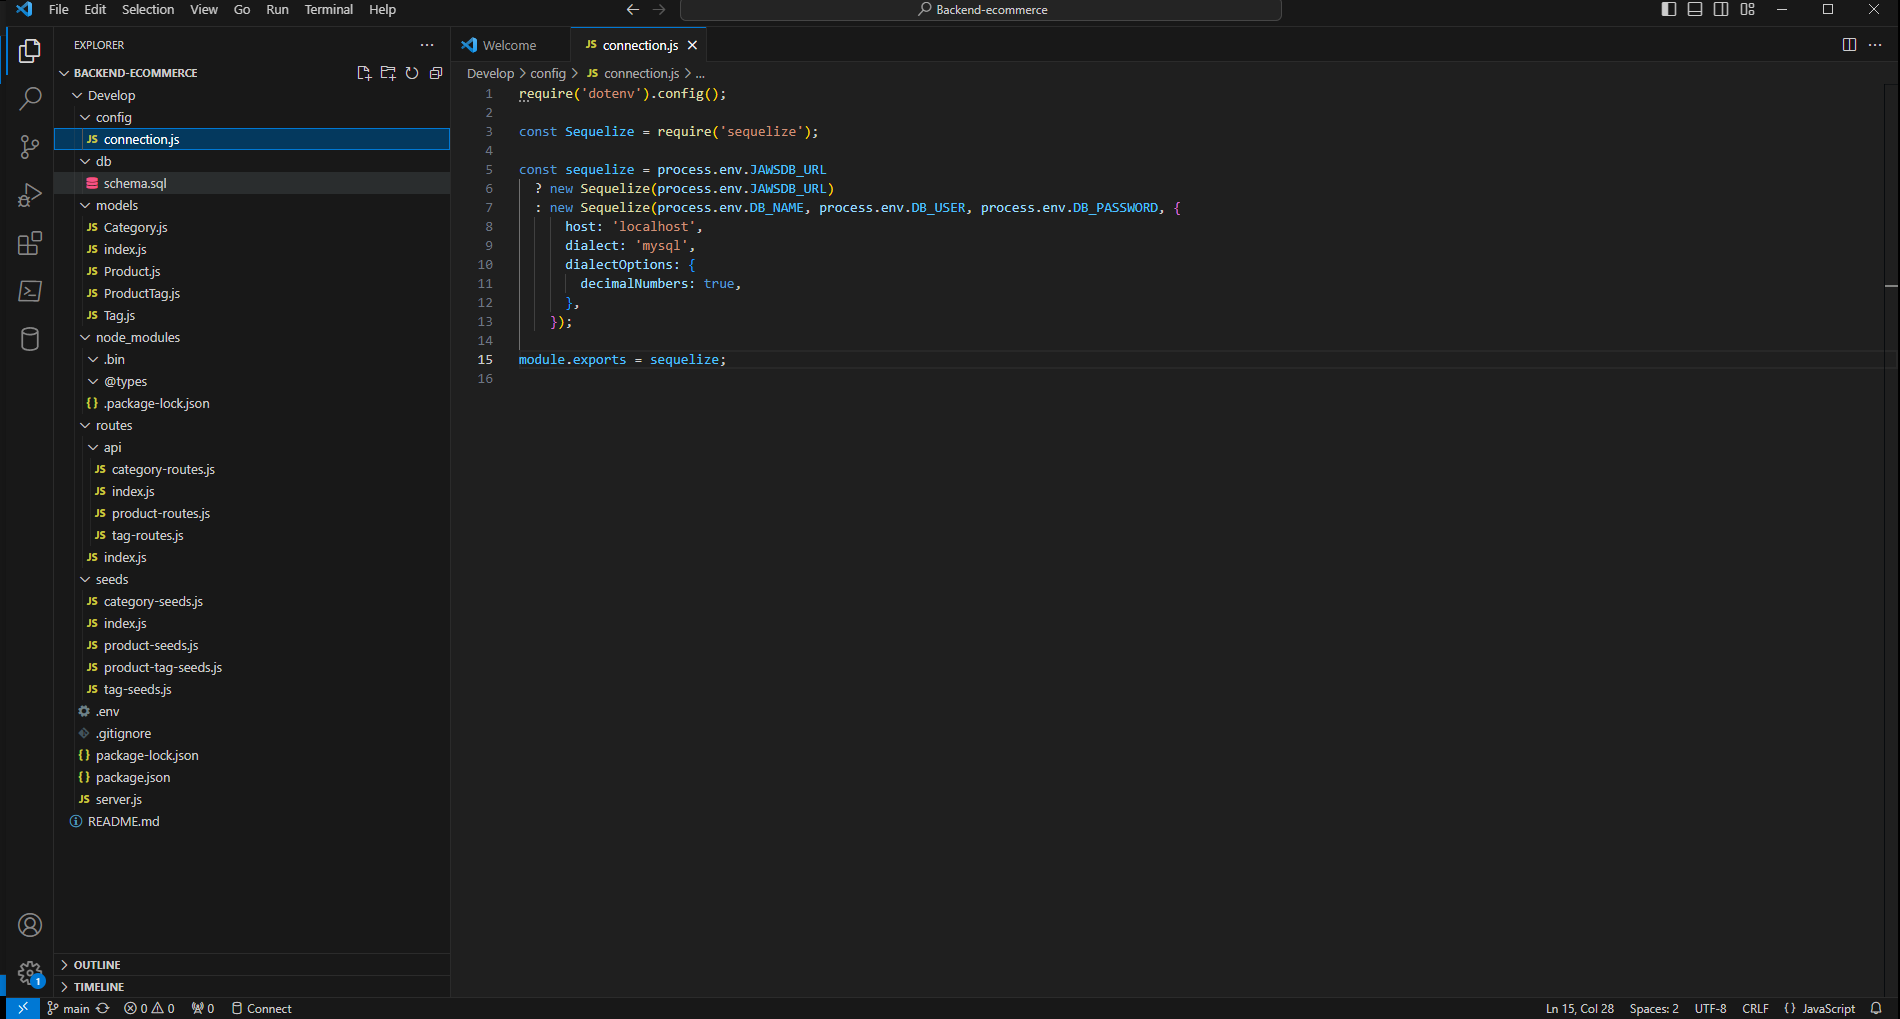 File Edit Selection View Go Run Terminal Help
Backend-ecommerce
EXPLORER
BACKEND-ECOMMERCE
Develop
config
JS connection.js
db
schema.sql
models
JS Category.js
JS index.js
JS Product.js
JS ProductTag.js
JS Tag.js
node_modules
.bin
@types
{} .package-lock.json
routes
api
JS category-routes.js
JS index.js
JS product-routes.js
JS tag-routes.js
JS index.js
seeds
JS category-seeds.js
JS index.js
JS product-seeds.js
JS product-tag-seeds.js
JS tag-seeds.js
.env
.gitignore
{} package-lock.json
{} package.json
JS server.js
README.md
OUTLINE
TIMELINE
Welcome
JS connection.js
Develop > config > JS connection.js > ...
1 require('dotenv').config();
2
3 const Sequelize = require('sequelize');
4
5 const sequelize = process.env.JAWSDB_URL
6 ? new Sequelize(process.env.JAWSDB_URL)
7 : new Sequelize(process.env.DB_NAME, process.env.DB_USER, process.env.DB_PASSWORD, {
8 host: 'localhost',
9 dialect: 'mysql',
10 dialectOptions: {
11 decimalNumbers: true,
12 },
13 });
14
15 module.exports = sequelize;
16
1
main 0 0 0 Connect
Ln 15, Col 28 Spaces: 2 UTF-8 CRLF {} JavaScript